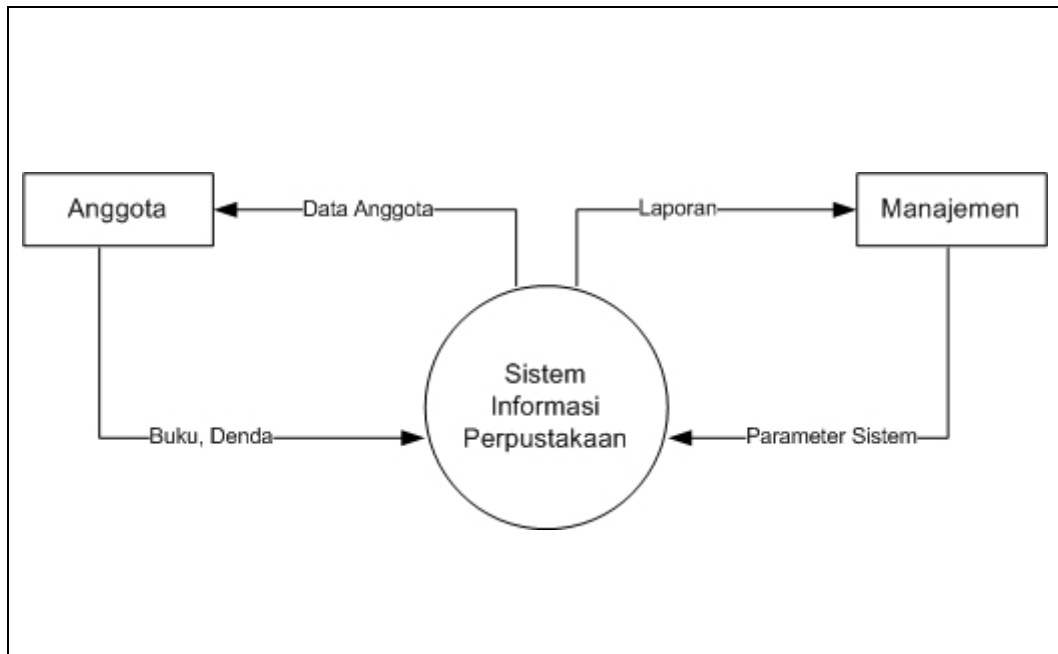 Anggota
Data Anggota
Laporan
Manajemen
Sistem
Informasi
Perpustakaan
Buku, Denda
Parameter Sistem